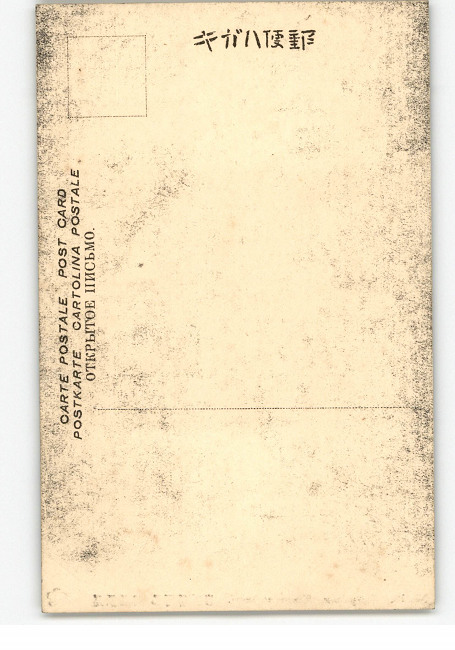 郵便ハガキ
CARTE POSTALE POST CARD
POSTKARTE CARTOLINA POSTALE
ОТКРЫТОЕ ПИСЬМО.